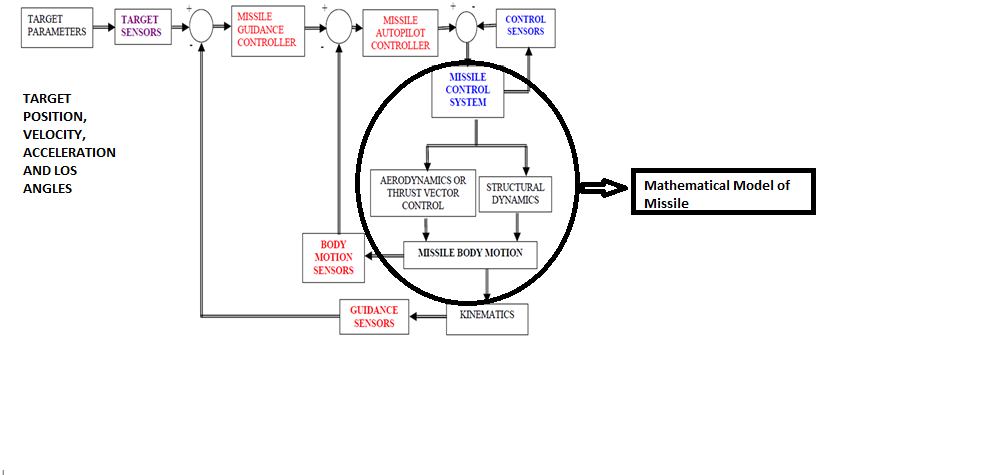 TARGET
PARAMETERS
TARGET
SENSORS
+
-
MISSILE
GUIDANCE
CONTROLLER
+
-
MISSILE
AUTOPILOT
CONTROLLER
+
-
CONTROL
SENSORS
MISSILE
CONTROL
SYSTEM
TARGET
POSITION,
VELOCITY,
ACCELERATION
AND LOS
ANGLES
AERODYNAMICS OR
THRUST VECTOR
CONTROL
STRUCTURAL
DYNAMICS
Mathematical Model of
Missile
BODY
MOTION
SENSORS
MISSILE BODY MOTION
GUIDANCE
SENSORS
KINEMATICS